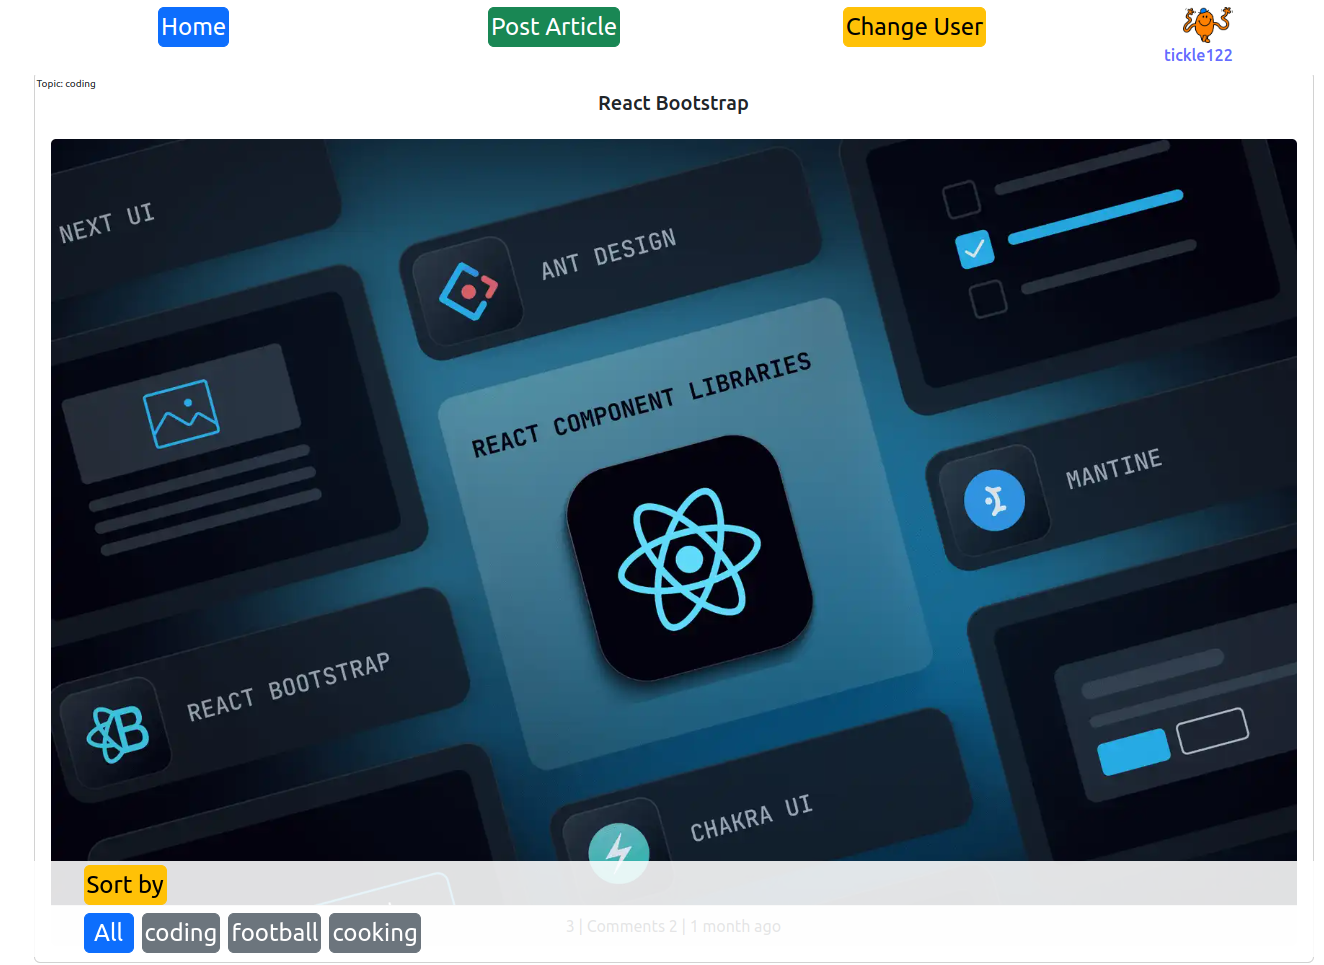 Home
Post Article
Change User
tickle122
Topic: coding
React Bootstrap
NEXT UI
ANT DESIGN
REACT COMPONENT LIBRARIES
MANTINE
REACT BOOTSTRAP
B
CHAKRA UI
Sort by
All
coding
football
cooking
3 | Comments 2 | 1 month ago